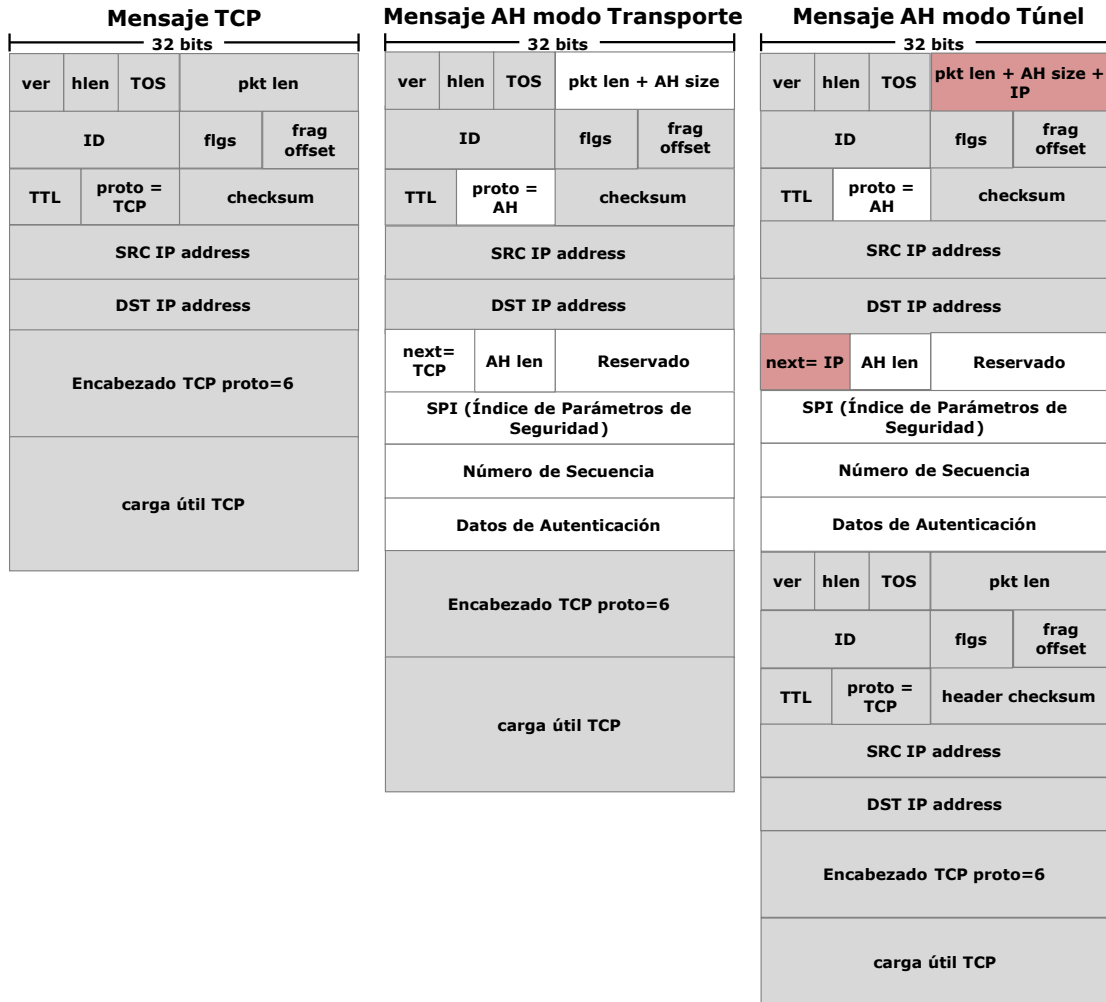 Mensaje TCP
32 bits
ver hlen TOS pkt len
ID flgs frag
offset
TTL proto =
TCP checksum
SRC IP address
DST IP address
Encabezado TCP proto=6
carga útil TCP
Mensaje AH modo Transporte
32 bits
ver hlen TOS pkt len + AH size
ID flgs frag
offset
TTL proto =
AH checksum
SRC IP address
DST IP address
next=
TCP AH len Reservado
SPI (Índice de Parámetros de
Seguridad)
Número de Secuencia
Datos de Autenticación
Encabezado TCP proto=6
carga útil TCP
Mensaje AH modo Túnel
32 bits
ver hlen TOS pkt len + AH size +
IP
ID flgs frag
offset
TTL proto =
AH checksum
SRC IP address
DST IP address
next= IP AH len Reservado
SPI (Índice de Parámetros de
Seguridad)
Número de Secuencia
Datos de Autenticación
ver hlen TOS pkt len
ID flgs frag
offset
TTL proto =
TCP header checksum
SRC IP address
DST IP address
Encabezado TCP proto=6
carga útil TCP